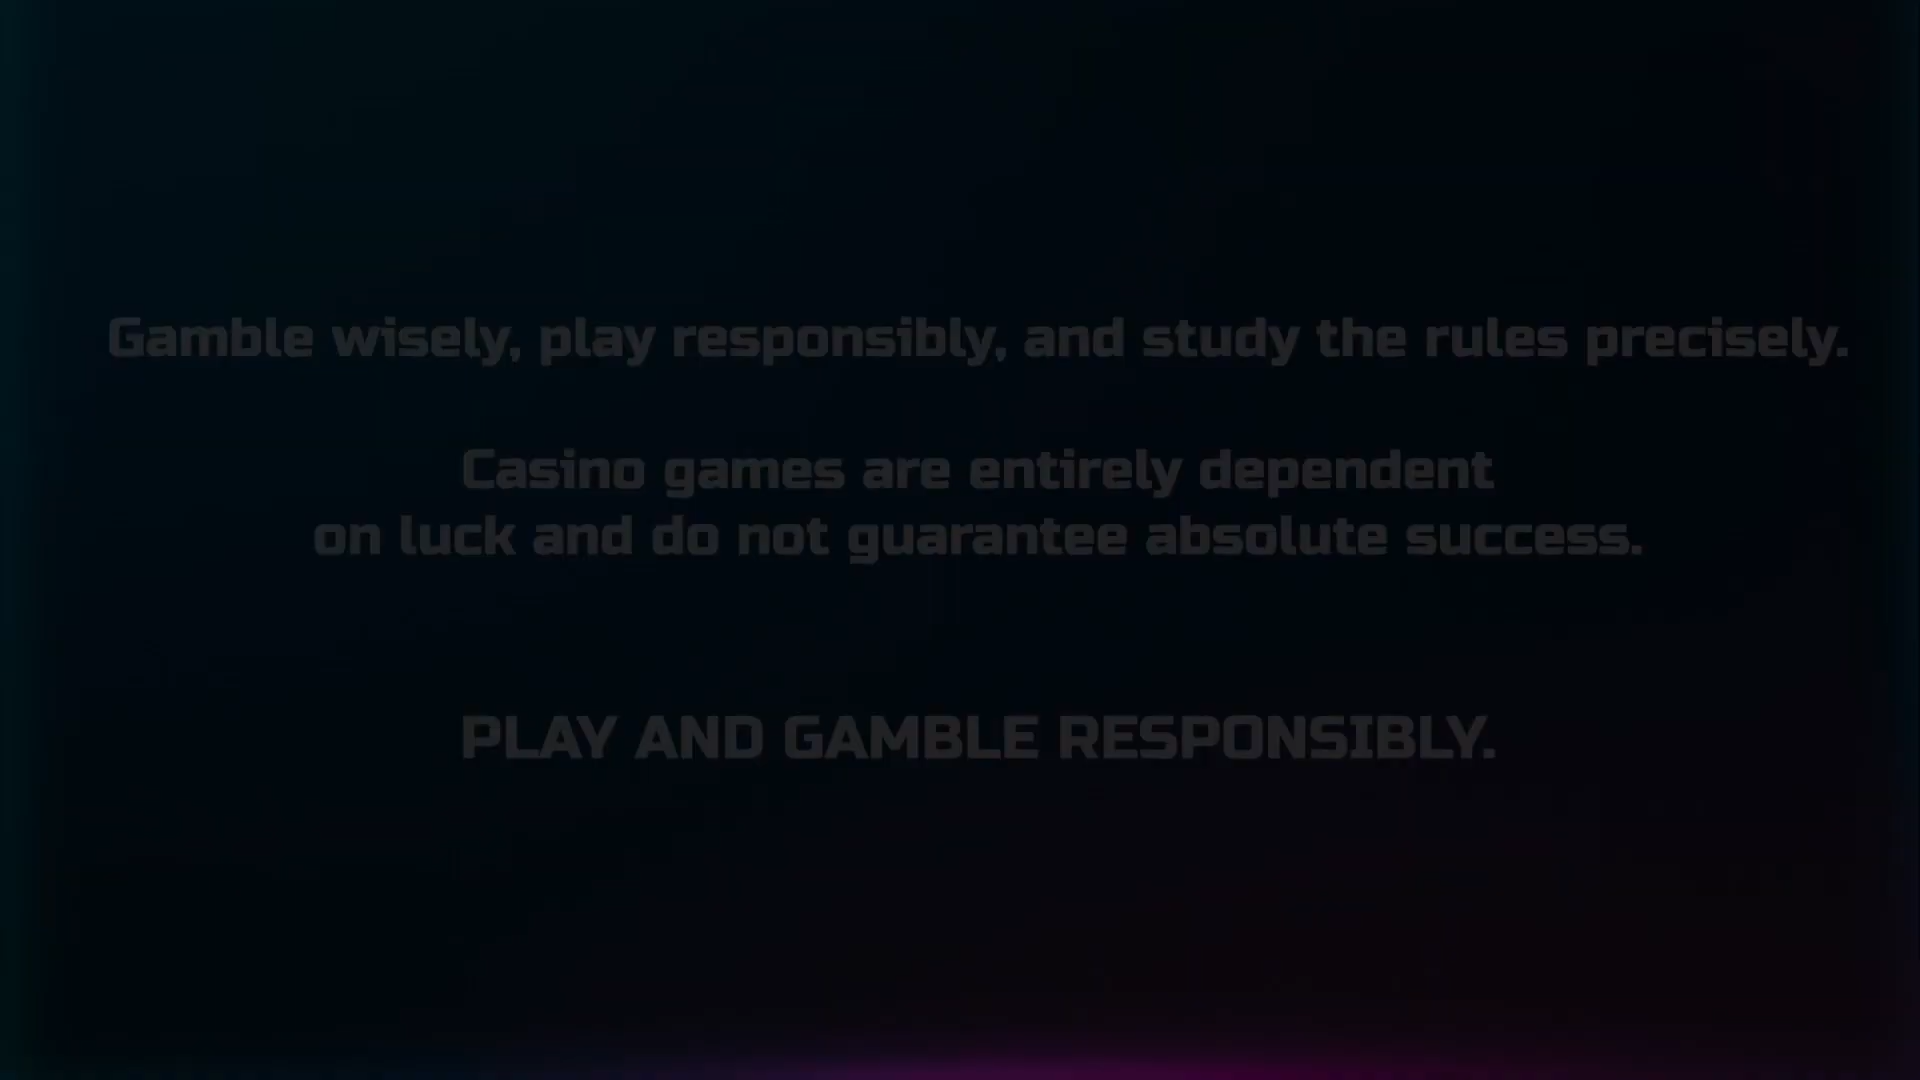 Gamble wisely, play responsibly, and study the rules precisely.
Casino games are entirely dependent
on luck and do not guarantee absolute success.
PLAY AND GAMBLE RESPONSIBLY.